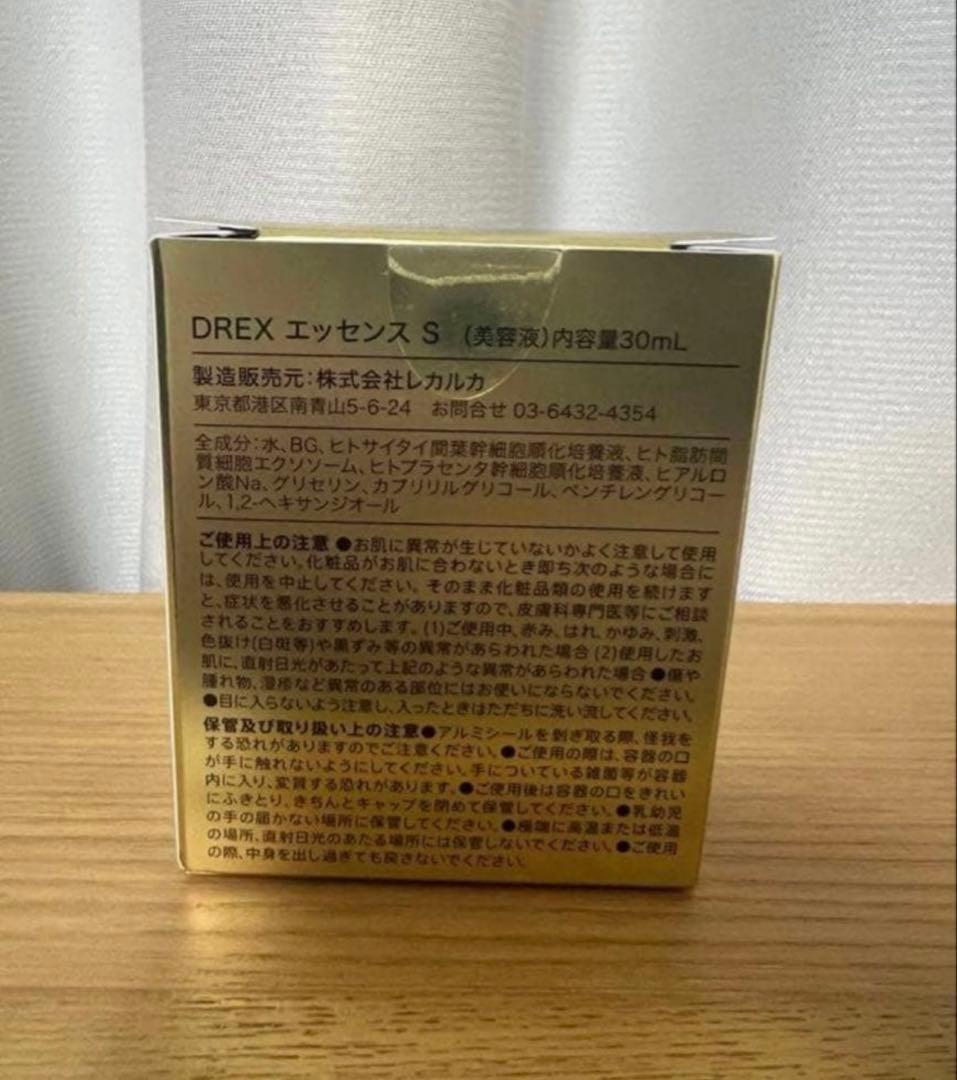 DREX エッセンス S (美容液)内容量30mL
製造販売元:株式会社レカルカ
東京都港区南青山5-6-24 お問合せ 03-6432-4354
全成分:水、BG、ヒトサイタイ間葉幹細胞順化培養液、ヒト脂肪間
質細胞エクソソーム、ヒトプラセンタ幹細胞順化培養液、ヒアルロ
ン酸Na、グリセリン、カプリリルグリコール、ペンチレングリコー
ル、1,2-ヘキサンジオール
ご使用上の注意 ●お肌に異常が生じていないかよく注意して使用
してください。化粧品がお肌に合わないとき即ち次のような場合に
は、使用を中止してください。そのまま化粧品類の使用を続けます
と、症状を悪化させることがありますので、皮膚科専門医等にご相談
されることをおすすめします。(1)ご使用中、赤み、はれ、かゆみ、刺激、
色抜け(白斑等)や黒ずみ等の異常があらわれた場合 (2)使用したお
肌に、直射日光があたって上記のような異常があらわれた場合 ●傷や
腫れ物、湿疹など異常のある部位にはお使いにならないでください。
●目に入らないよう注意し、入ったときはただちに洗い流してください。
保管及び取り扱い上の注意●アルミシールを剥ぎ取る際、怪我を
する恐れがありますのでご注意ください。●ご使用の際は、容器の口
が手に触れないようにしてください。手についている雑菌等が容器
内に入り、変質する恐れがあります。●ご使用後は容器の口をきれい
にふきとり、きちんとキャップを閉めて保管してください。●乳幼児
の手の届かない場所に保管してください。●極端に高温または低温
の場所、直射日光のあたる場所には保管しないでください。●ご使用
の際、中身を出し過ぎても戻さないでください。